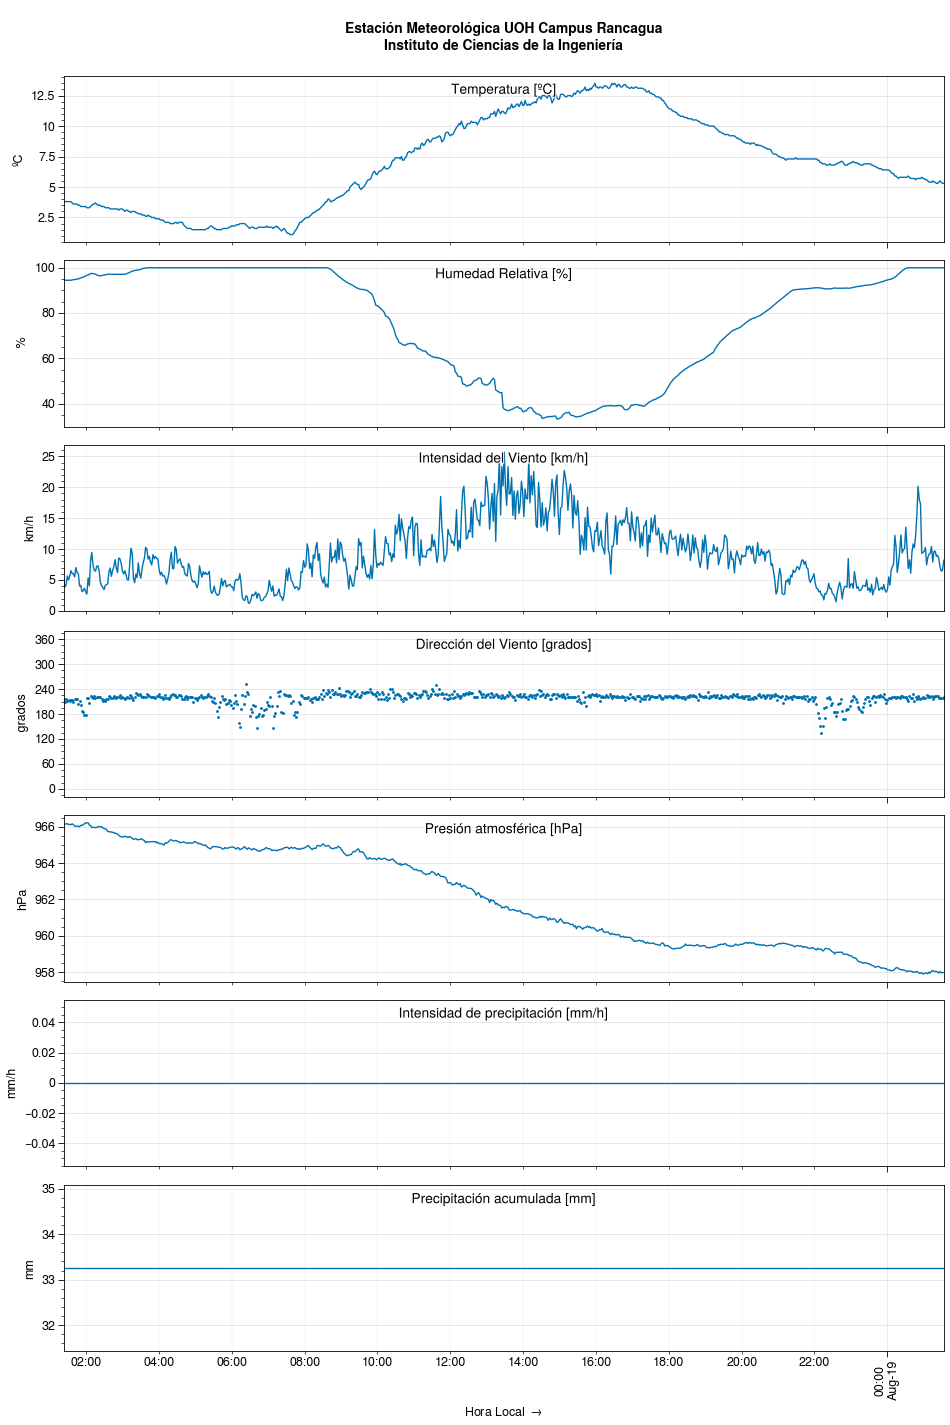 Estación Meteorológica UOH Campus Rancagua
Instituto de Ciencias de la Ingeniería
Temperatura [ºC]
ºC
12.5
10
7.5
5
2.5
Humedad Relativa [%]
%
100
80
60
40
Intensidad del Viento [km/h]
km/h
25
20
15
10
5
0
Dirección del Viento [grados]
grados
360
300
240
180
120
60
0
Presión atmosférica [hPa]
hPa
966
964
962
960
958
Intensidad de precipitación [mm/h]
mm/h
0.04
0.02
0
−0.02
−0.04
Precipitación acumulada [mm]
mm
35
34
33
32
02:00 04:00 06:00 08:00 10:00 12:00 14:00 16:00 18:00 20:00 22:00
00:00
Aug-19
Hora Local →